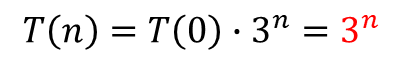 T(n) = T(0) · 3ⁿ = 3ⁿ